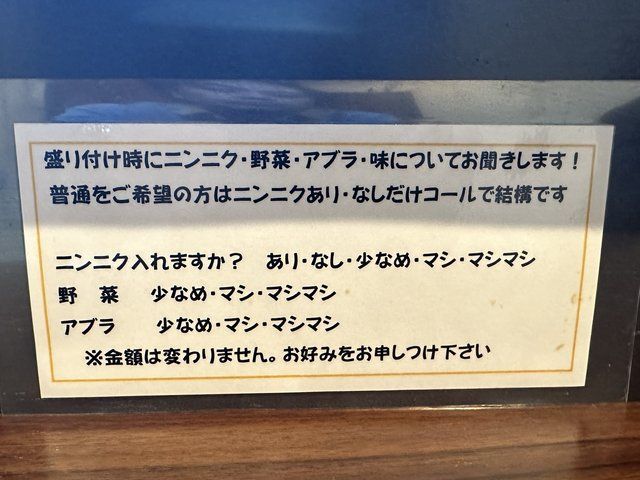 盛り付け時にニンニク・野菜・アブラ・味についてお聞きします！
普通をご希望の方はニンニクあり・なしだけコールで結構です
ニンニク入れますか？　あり・なし・少なめ・マシ・マシマシ
野　菜　少なめ・マシ・マシマシ
アブラ　少なめ・マシ・マシマシ
※金額は変わりません。お好みをお申しつけ下さい